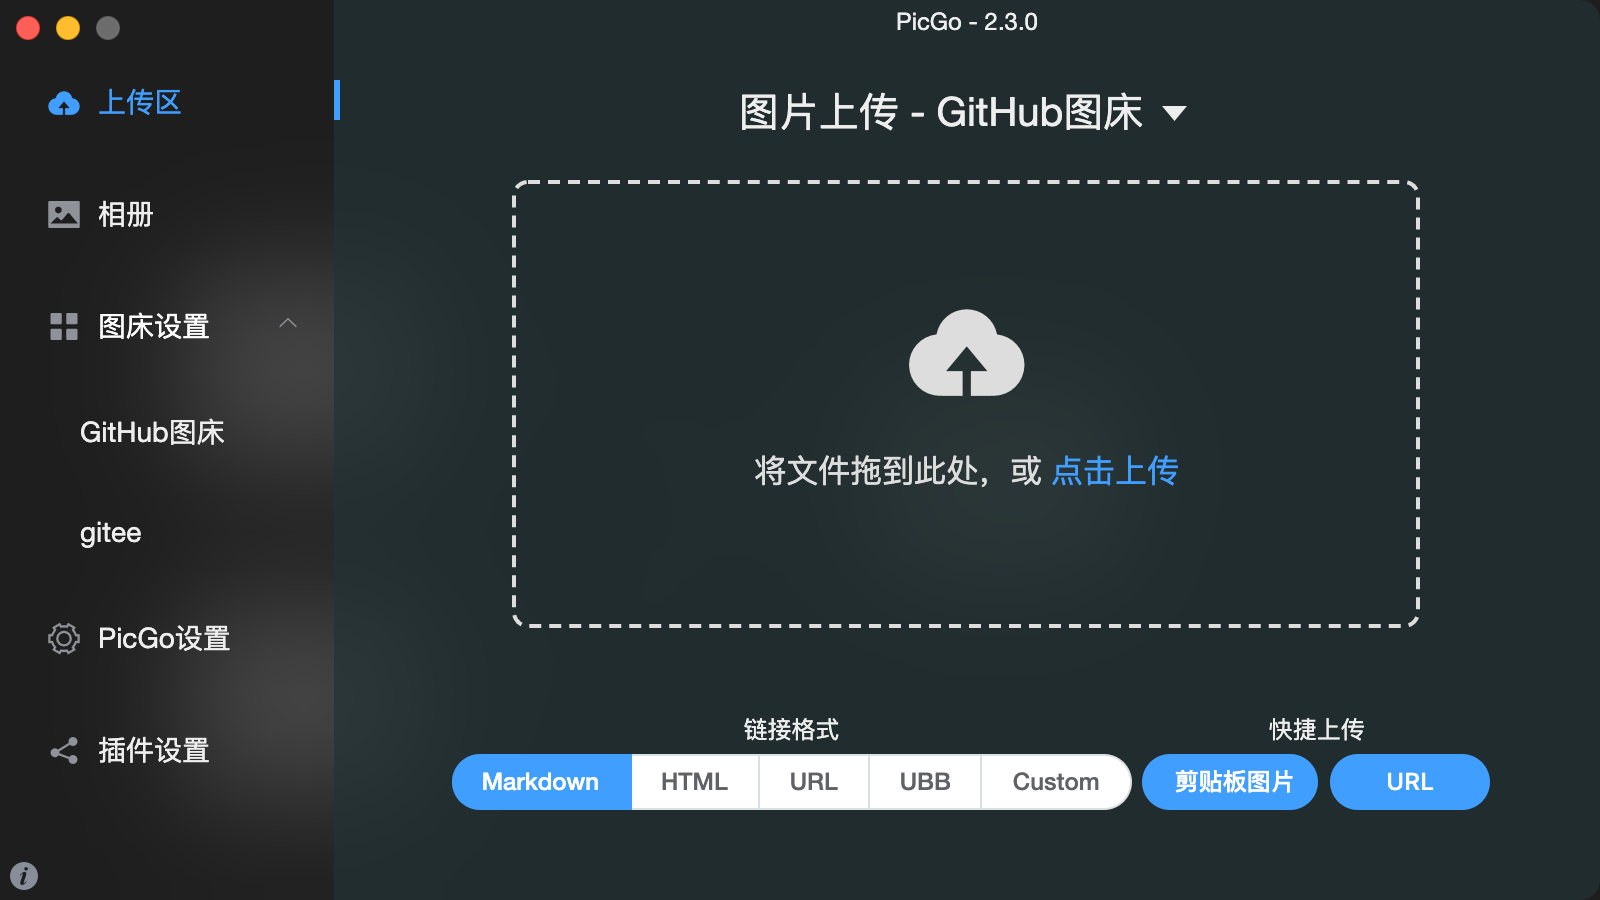 PicGo - 2.3.0
上传区
相册
图床设置
GitHub图床
gitee
PicGo设置
插件设置
图片上传 - GitHub图床
将文件拖到此处，或 点击上传
链接格式
Markdown HTML URL UBB Custom
快捷上传
剪贴板图片 URL